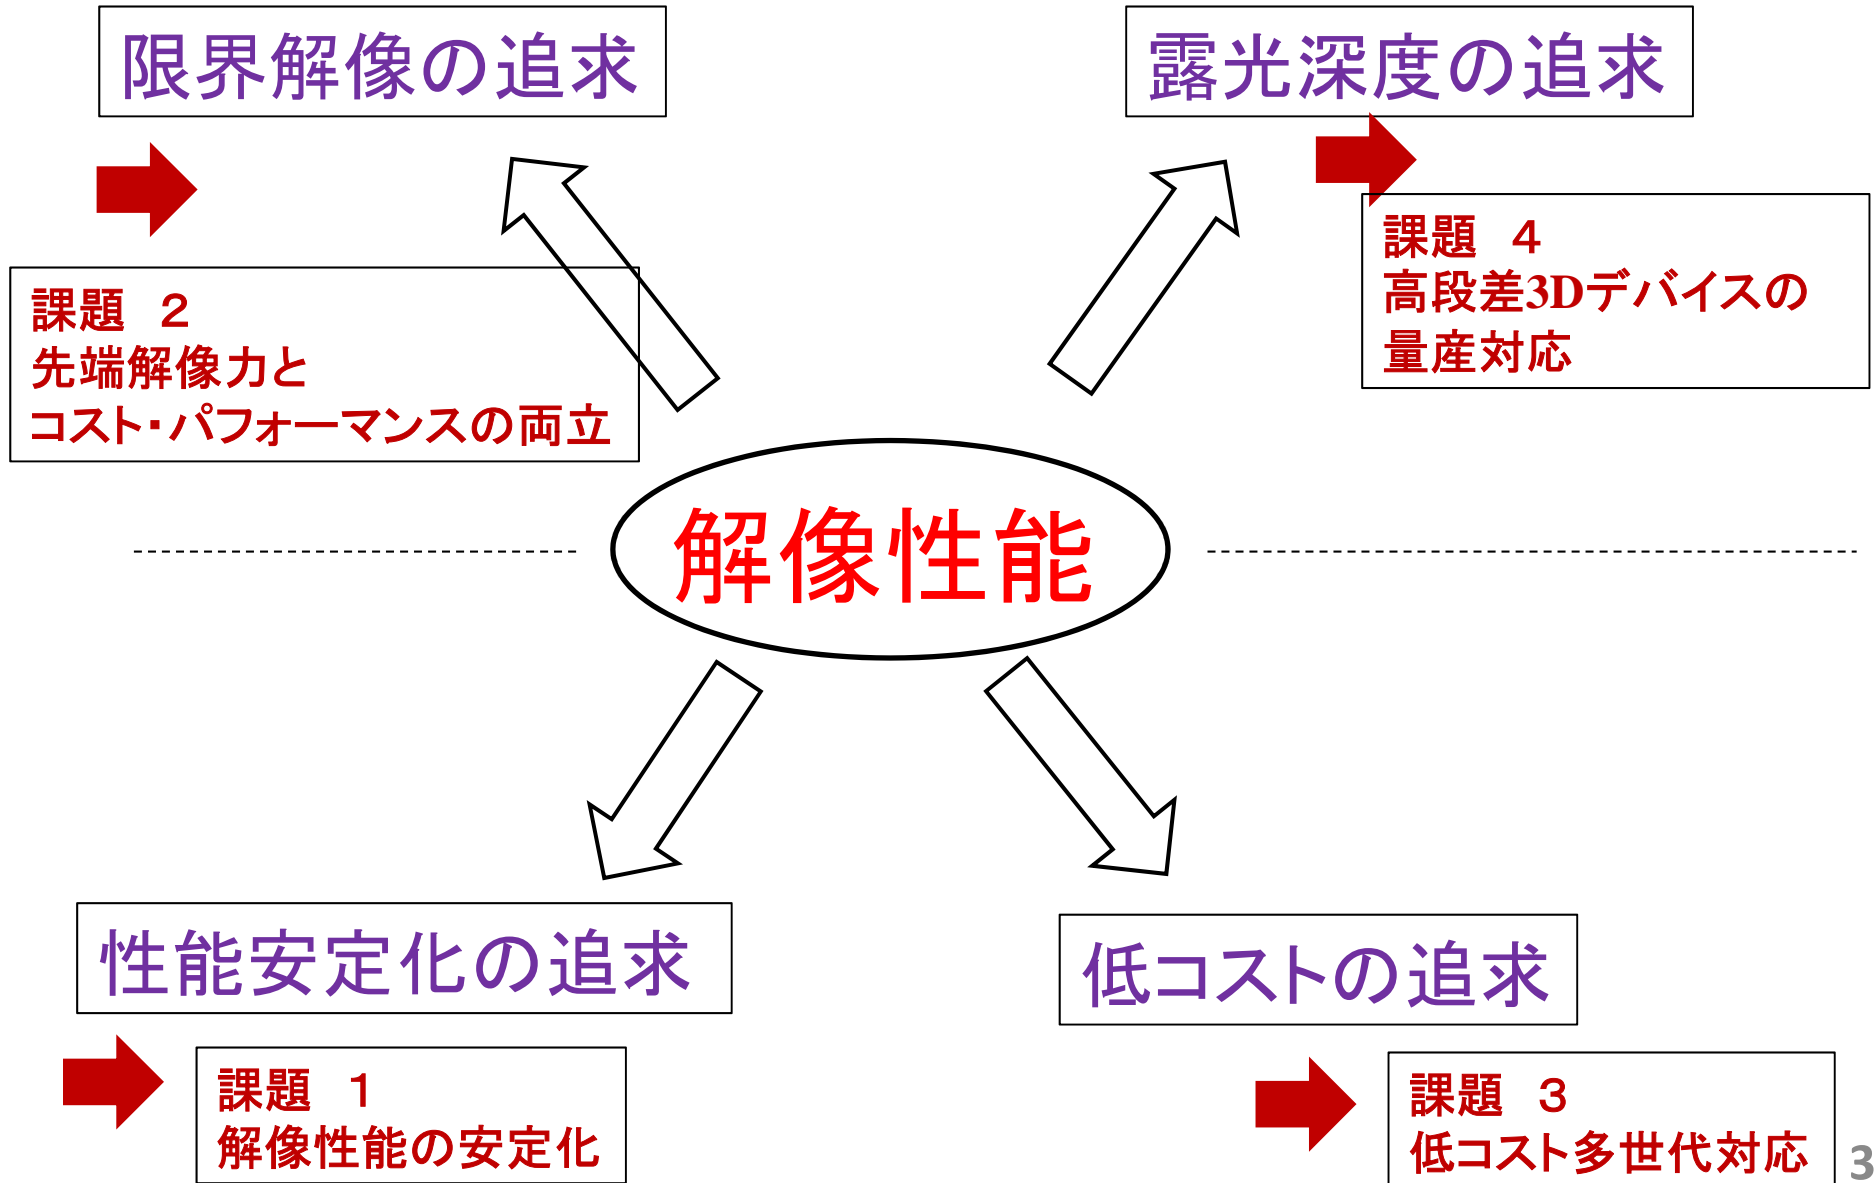 限界解像の追求
露光深度の追求
課題　２
先端解像力と
コスト・パフォーマンスの両立
課題　４
高段差3Dデバイスの
量産対応
解像性能
性能安定化の追求
低コストの追求
課題　１
解像性能の安定化
課題　３
低コスト多世代対応
3